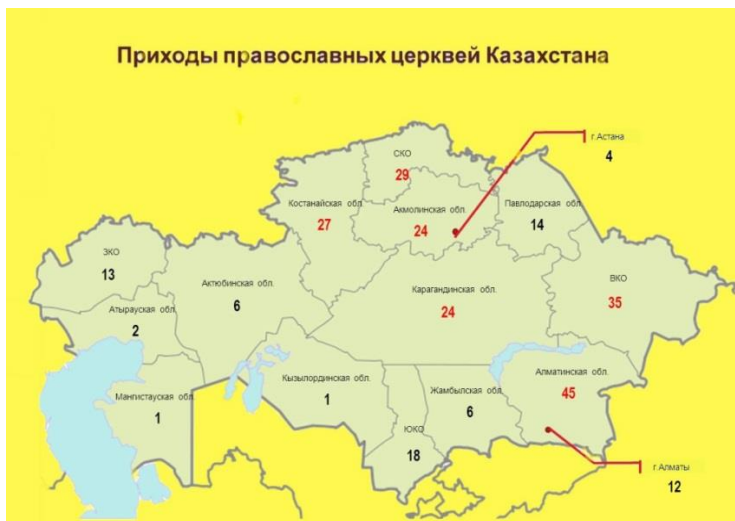 Приходы православных церквей Казахстана
г.Астана
4
СКО
29
Костанайская обл.
27
Акмолинская обл.
24
Павлодарская обл.
14
ЗКО
13
Актюбинская обл.
6
Карагандинская обл.
24
ВКО
35
Атырауская обл.
2
Мангистауская обл.
1
Кызылординская обл.
1
ЮКО
18
Жамбылская обл.
6
Алматинская обл.
45
г.Алматы
12